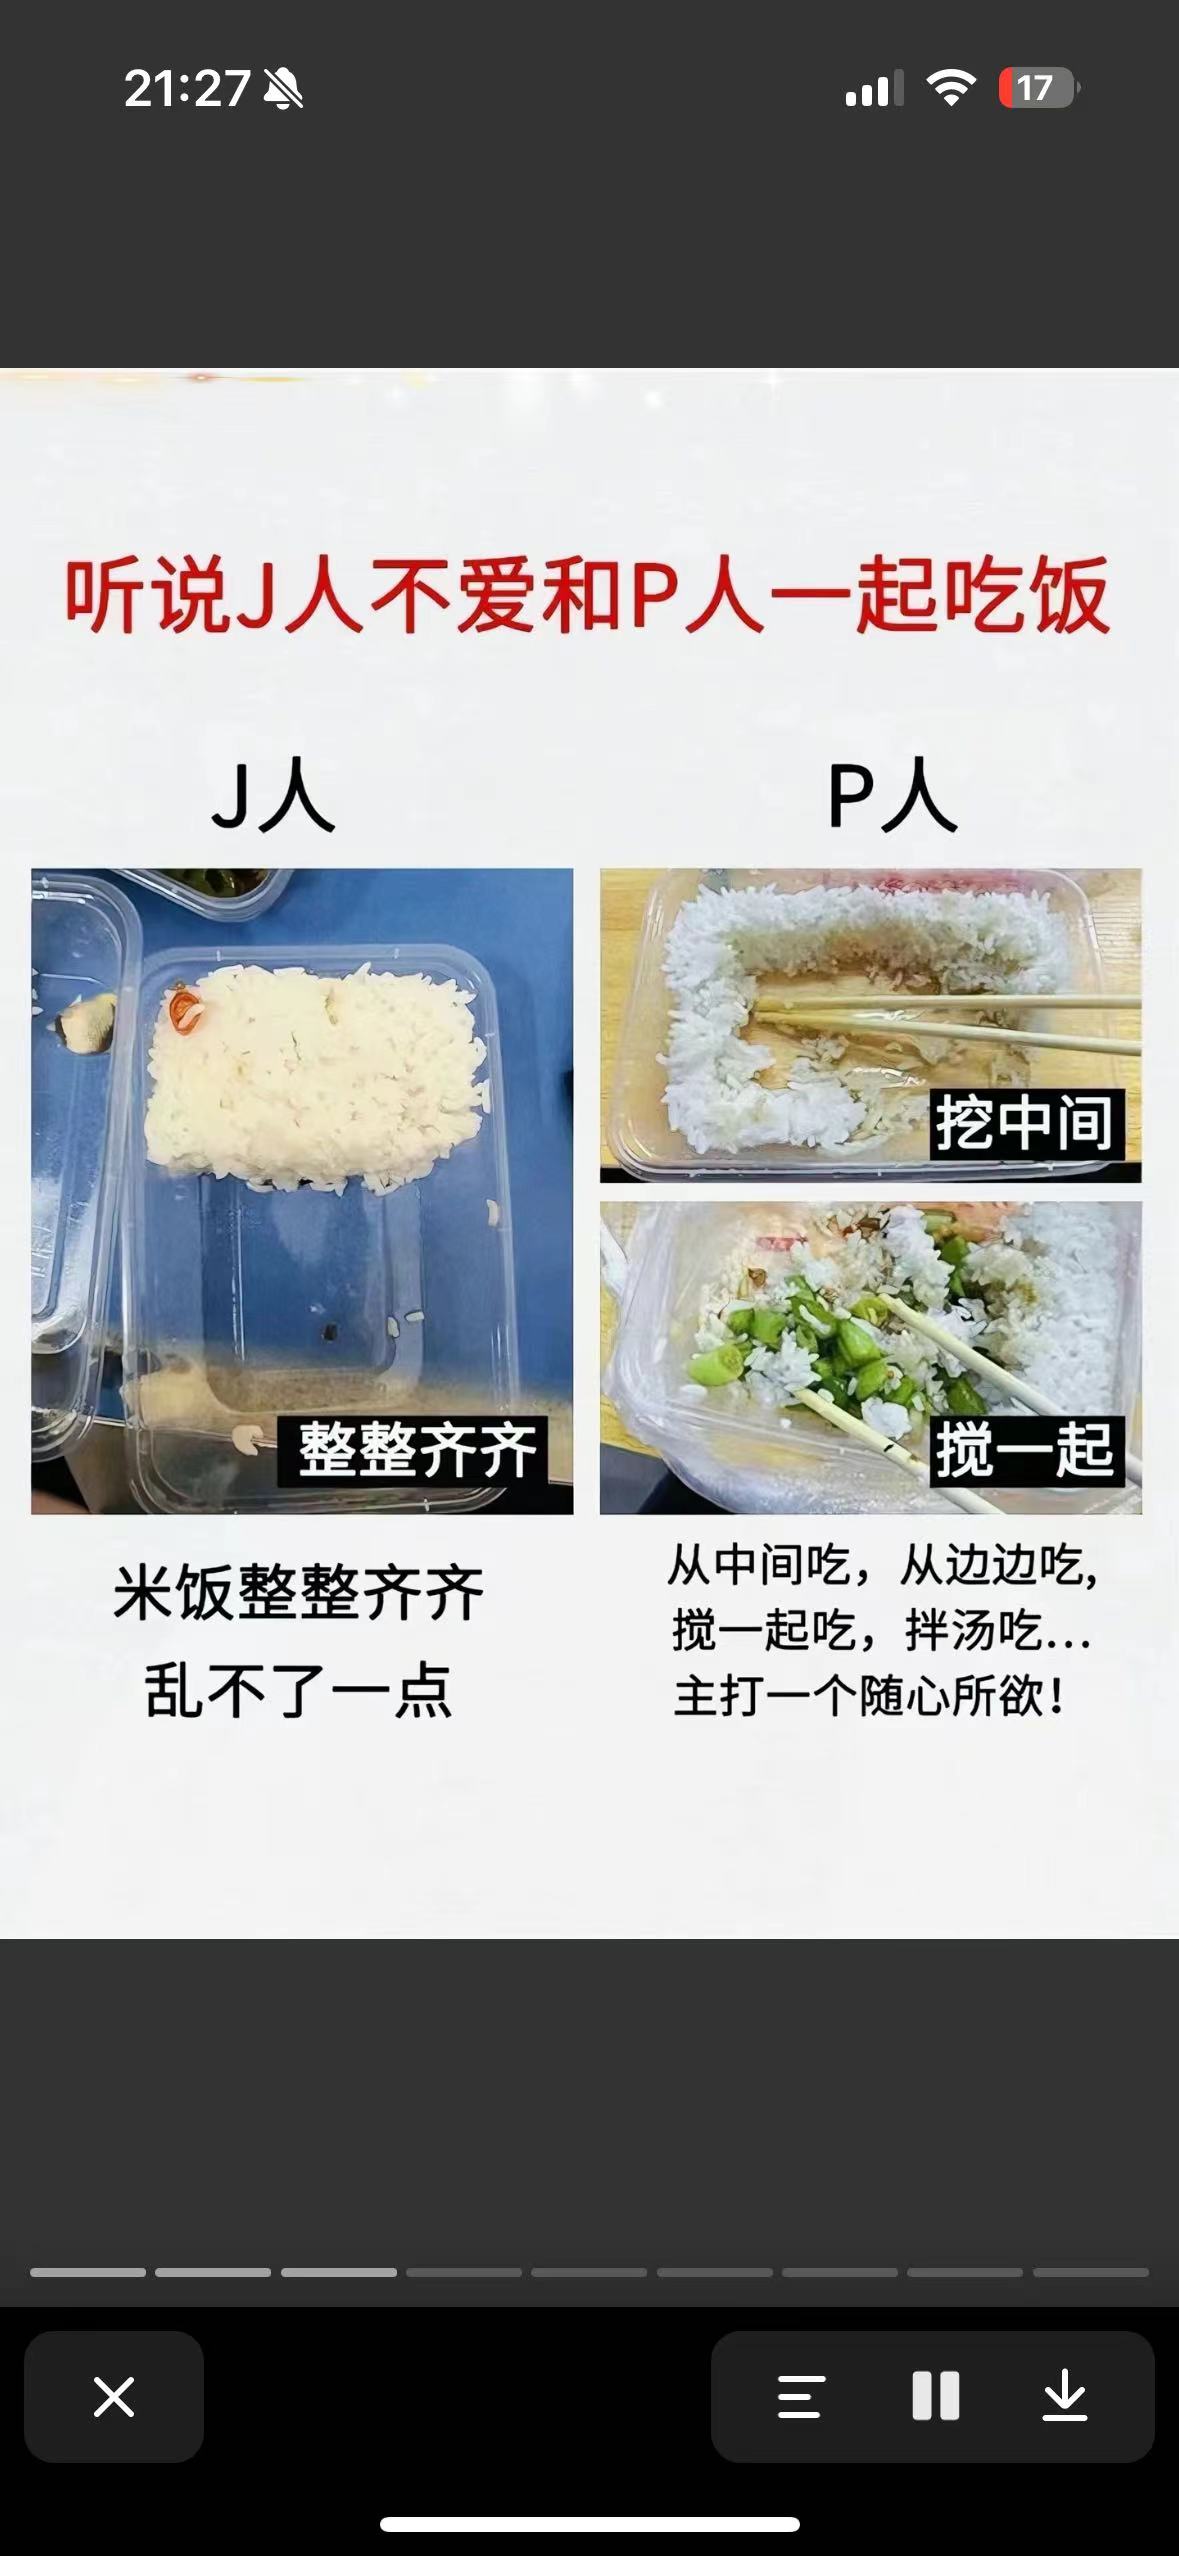 21:27
17
听说J人不爱和P人一起吃饭
J人
P人
挖中间
整整齐齐
搅一起
米饭整整齐齐
乱不了一点
从中间吃，从边边吃，
搅一起吃，拌汤吃...
主打一个随心所欲！